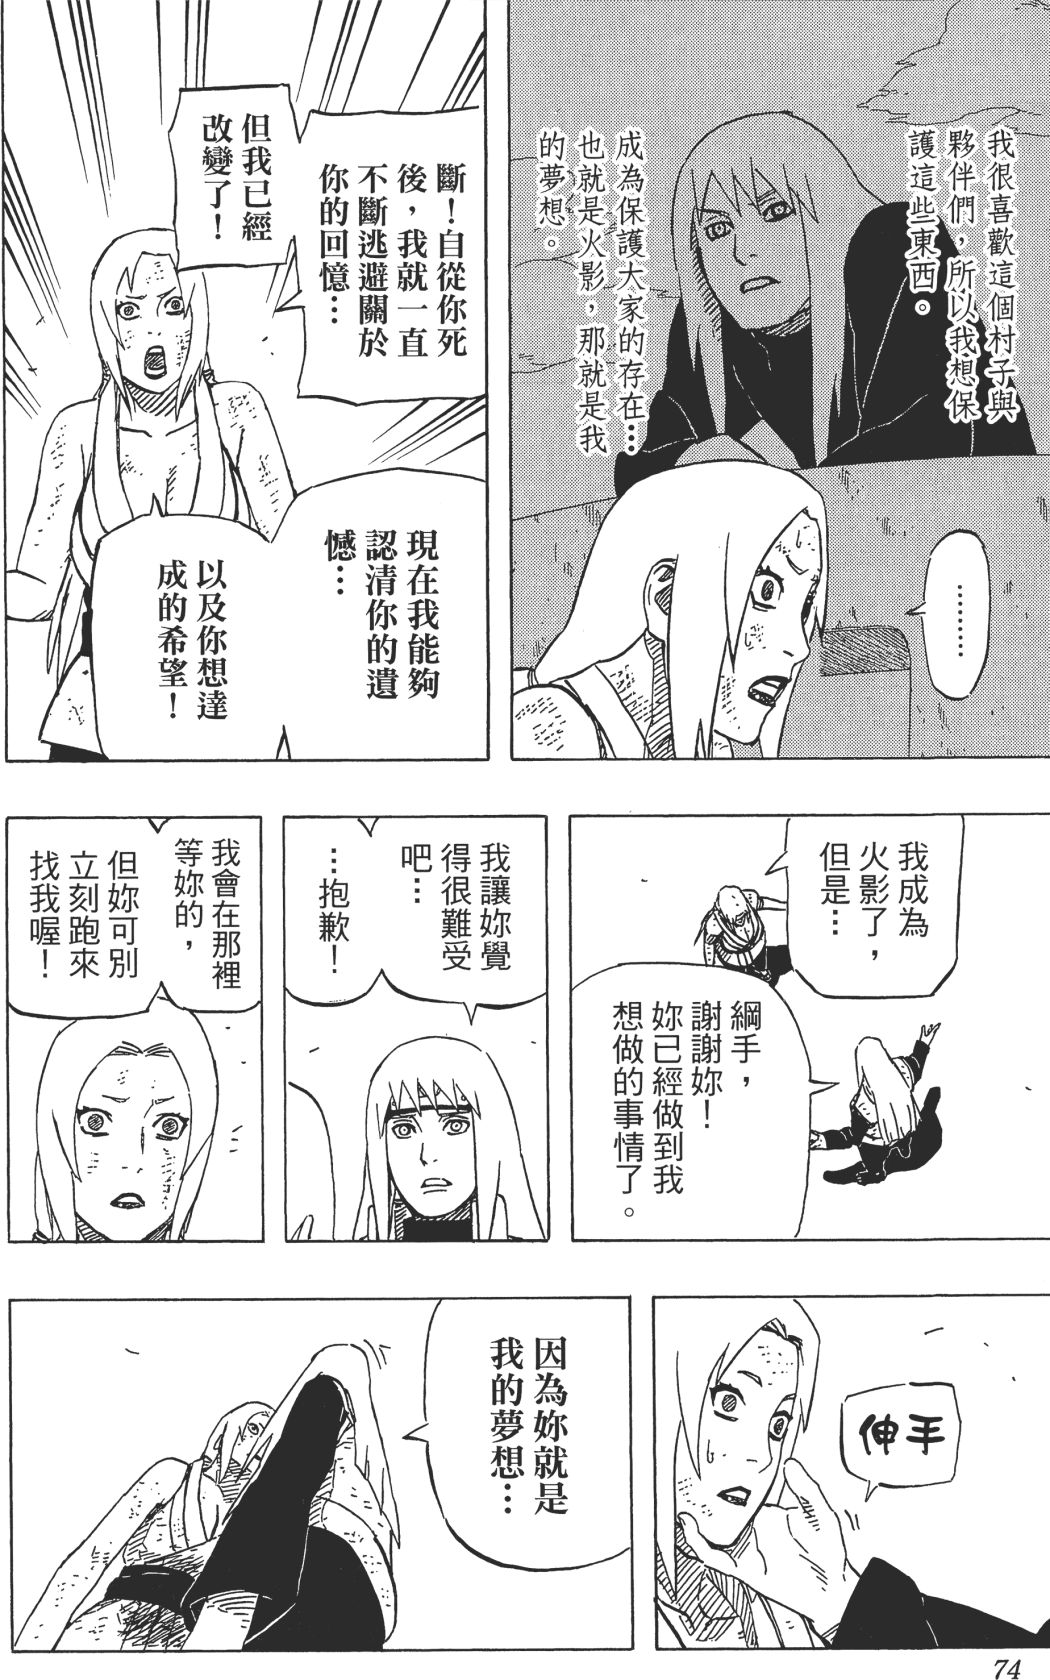 我很喜歡這個村子與
夥伴們，所以我想保
護這些東西。
成為保護大家的存在…
也就是火影，那就是我
的夢想。
………
斷！自從你死
後，我就一直
不斷逃避關於
你的回憶…
但我已經
改變了！
現在我能夠
認清你的遺
憾…
以及你想達
成的希望！
我成為
火影了，
但是…
綱手，
謝謝妳！
妳已經做到我
想做的事情了。
我讓妳覺
得很難受
吧…
…抱歉！
我會在那裡
等妳的，
但妳可別
立刻跑來
找我喔！
伸手
因為妳就是
我的夢想…
74